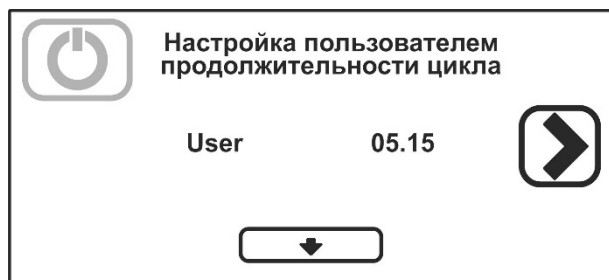 Настройка пользователем
продолжительности цикла
User 05.15